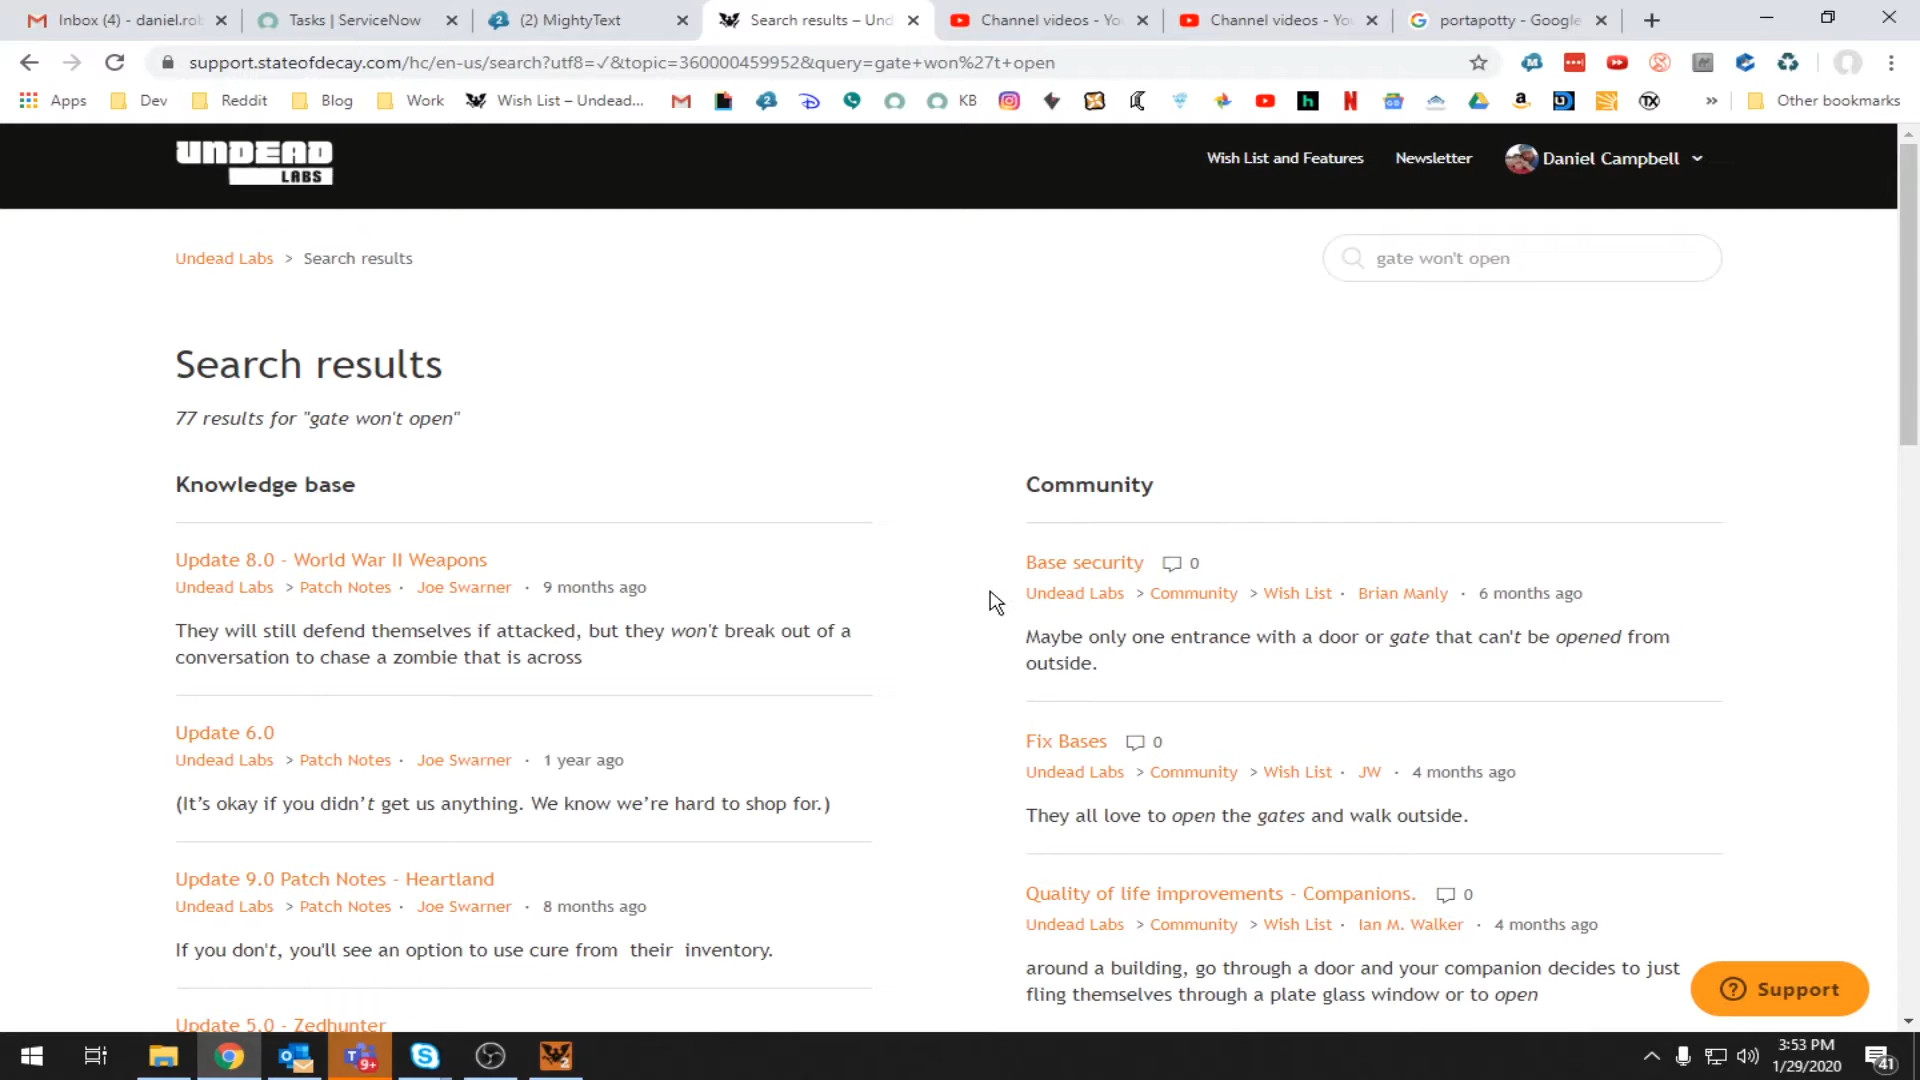 Inbox (4) - daniel.rob
Tasks | ServiceNow
(2) MightyText
Search results – Und
Channel videos - You
Channel videos - You
portapotty - Google
support.stateofdecay.com/hc/en-us/search?utf8=✓&topic=360000459952&query=gate+won%27t+open
Apps
Dev
Reddit
Blog
Work
Wish List – Undead...
KB
Other bookmarks
UNDEAD
LABS
Wish List and Features
Newsletter
Daniel Campbell
Undead Labs > Search results
gate won't open
Search results
77 results for "gate won't open"
Knowledge base
Update 8.0 - World War II Weapons
Undead Labs > Patch Notes · Joe Swarner · 9 months ago
They will still defend themselves if attacked, but they won't break out of a
conversation to chase a zombie that is across
Update 6.0
Undead Labs > Patch Notes · Joe Swarner · 1 year ago
(It’s okay if you didn’t get us anything. We know we’re hard to shop for.)
Update 9.0 Patch Notes - Heartland
Undead Labs > Patch Notes · Joe Swarner · 8 months ago
If you don't, you'll see an option to use cure from their inventory.
Update 5.0 - Zedhunter
Community
Base security 0
Undead Labs > Community > Wish List · Brian Manly · 6 months ago
Maybe only one entrance with a door or gate that can't be opened from
outside.
Fix Bases 0
Undead Labs > Community > Wish List · JW · 4 months ago
They all love to open the gates and walk outside.
Quality of life improvements - Companions. 0
Undead Labs > Community > Wish List · Ian M. Walker · 4 months ago
around a building, go through a door and your companion decides to just
fling themselves through a plate glass window or to open
Support
9+
2
3:53 PM
1/29/2020
41